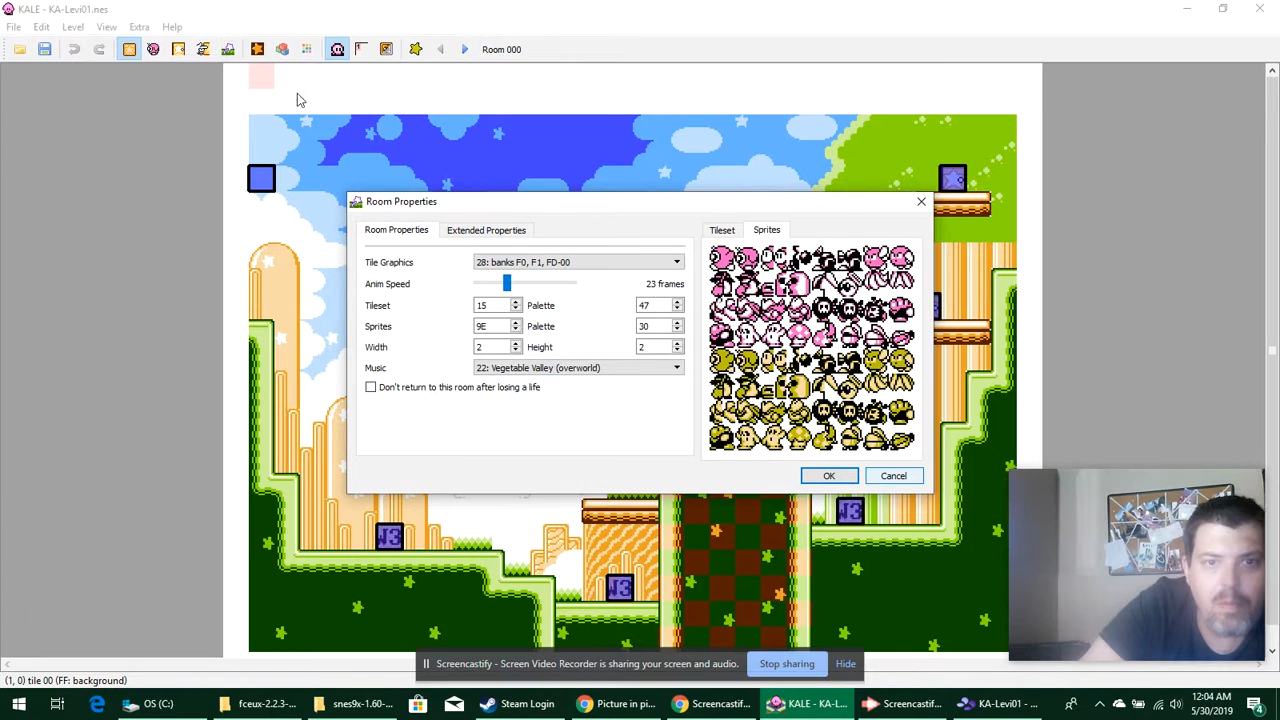 KALE - KA-Levi01.nes
File Edit Level View Extra Help
Room 000
Room Properties
Room Properties Extended Properties Tileset Sprites
Tile Graphics 28: banks F0, F1, FD-00
Anim Speed 23 frames
Tileset 15 Palette 47
Sprites 9E Palette 30
Width 2 Height 2
Music 22: Vegetable Valley (overworld)
Don't return to this room after losing a life
OK Cancel
Screencastify - Screen Video Recorder is sharing your screen and audio. Stop sharing Hide
(1, 0) tile 00 (FF: background)
OS (C:) fceux-2.2.3-... snes9x-1.60-... Steam Login Picture in pi... Screencastif... KALE - KA-L... Screencastif... KA-Levi01 - ...
12:04 AM
5/30/2019
4